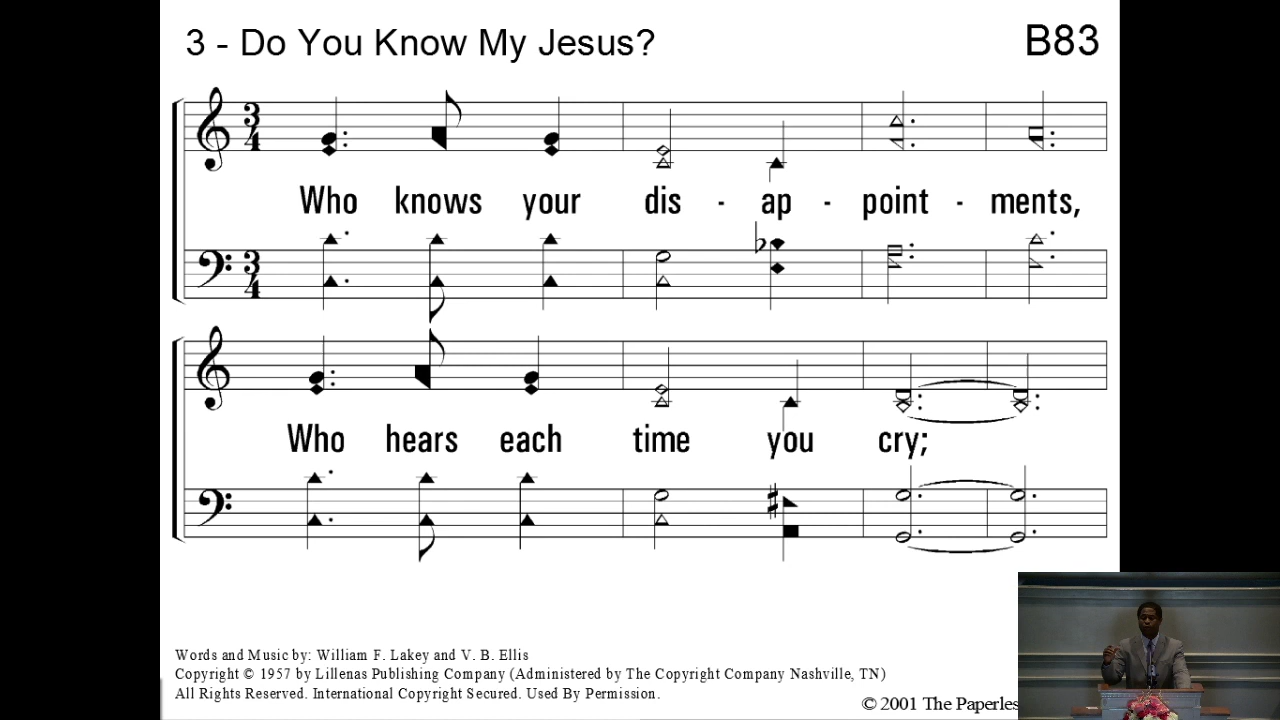 3 - Do You Know My Jesus?
B83
Who knows your dis - ap - point - ments,
Who hears each time you cry;
Words and Music by: William F. Lakey and V. B. Ellis
Copyright © 1957 by Lillenas Publishing Company (Administered by The Copyright Company Nashville, TN)
All Rights Reserved. International Copyright Secured. Used By Permission.
© 2001 The Paperles